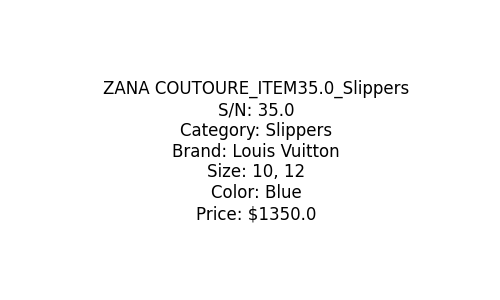 ZANA COUTOURE_ITEM35.0_Slippers
S/N: 35.0
Category: Slippers
Brand: Louis Vuitton
Size: 10, 12
Color: Blue
Price: $1350.0